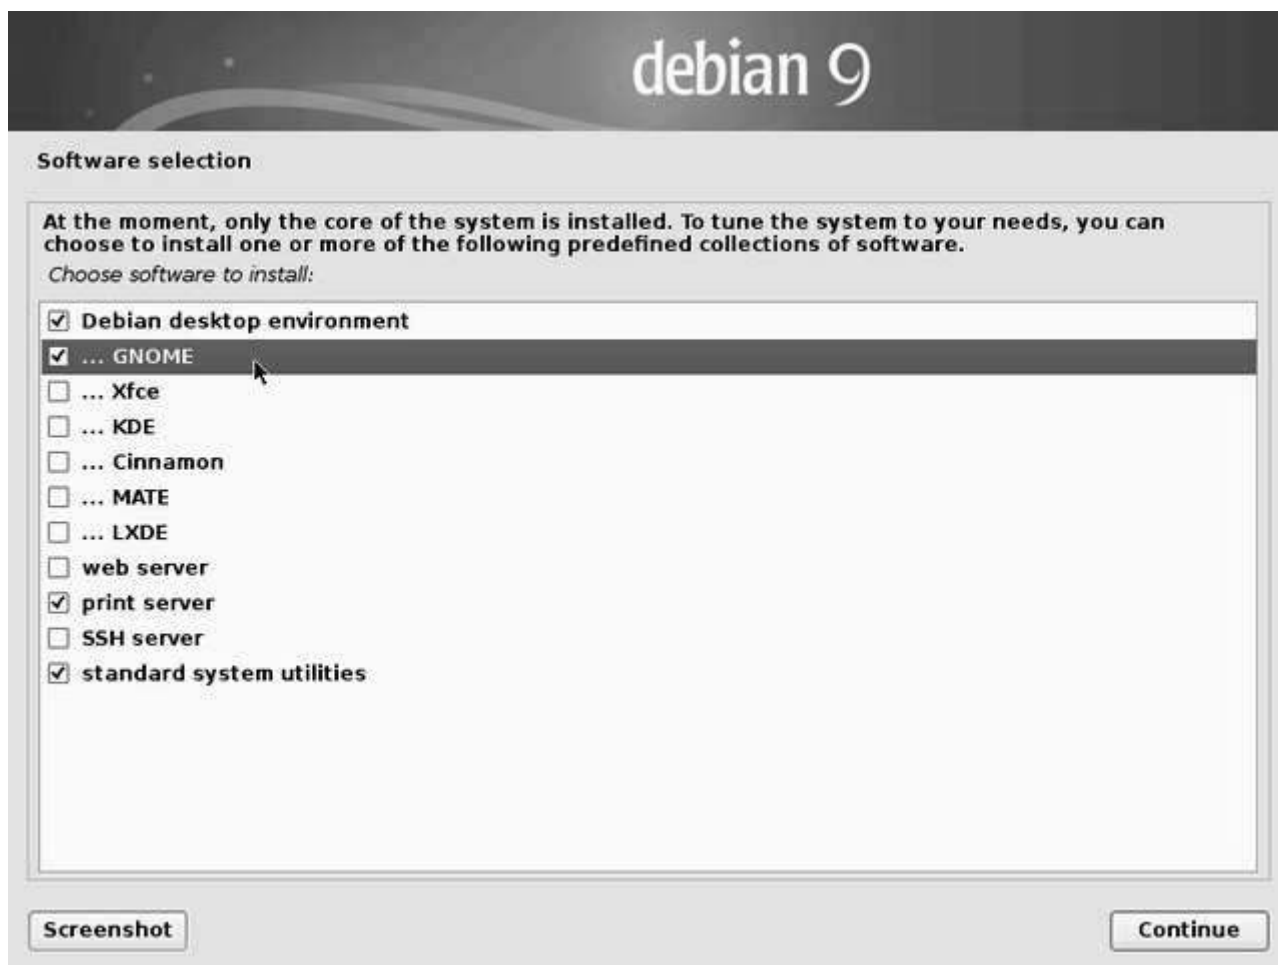 debian 9
Software selection
At the moment, only the core of the system is installed. To tune the system to your needs, you can
choose to install one or more of the following predefined collections of software.
Choose software to install:
Debian desktop environment
... GNOME
... Xfce
... KDE
... Cinnamon
... MATE
... LXDE
web server
print server
SSH server
standard system utilities
Screenshot
Continue